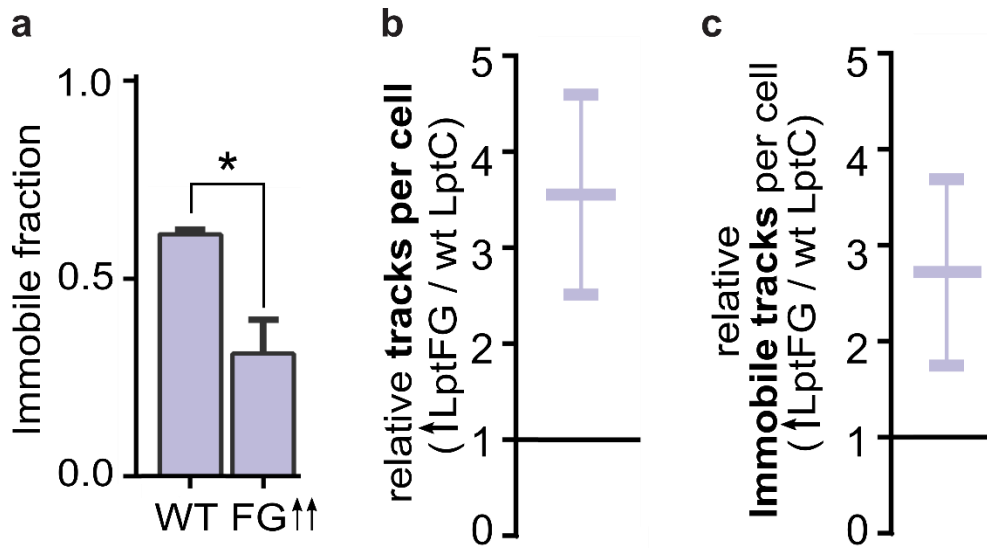 a
Immobile fraction
1.0
0.5
0.0
*
WT FG↑↑
b
relative tracks per cell
(↑LptFG / wt LptC)
5
4
3
2
1
0
c
relative
Immobile tracks per cell
(↑LptFG / wt LptC)
5
4
3
2
1
0